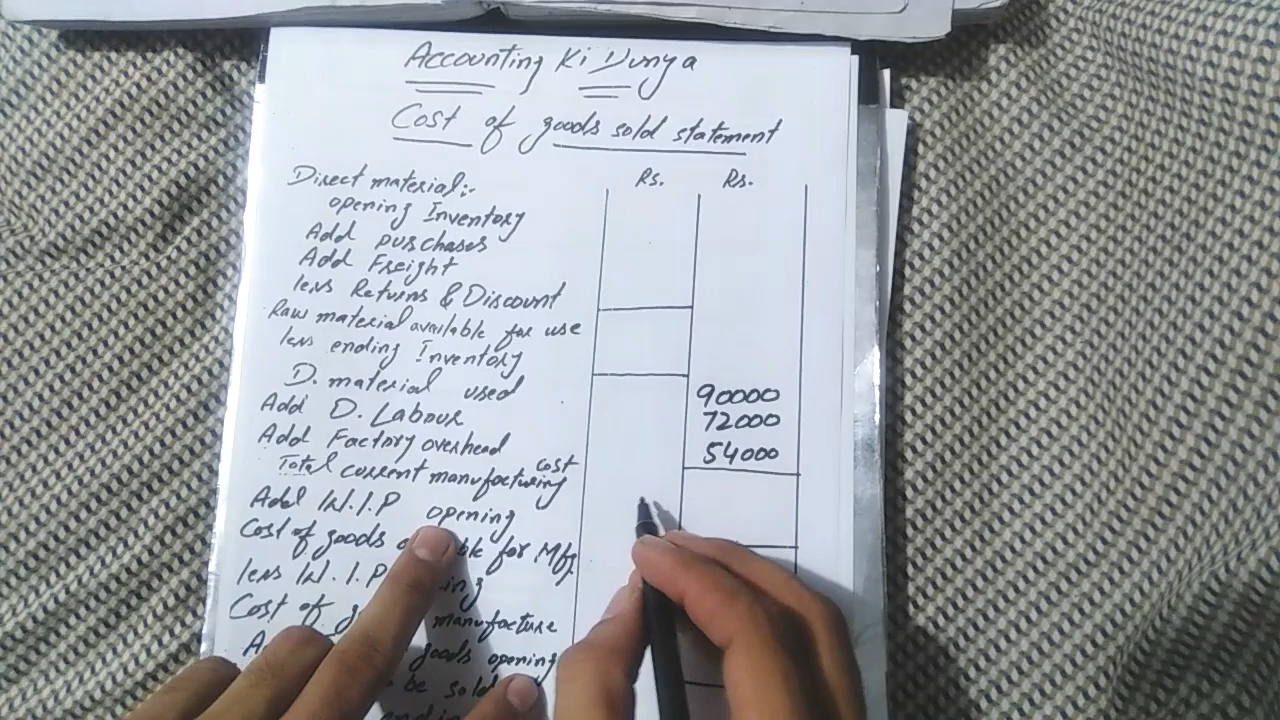 Accounting Ki Dunya
Cost of goods sold statement
Rs. Rs.
Direct material:-
opening Inventory
Add purchases
Add Freight
less Returns & Discount
Raw material available for use
less ending Inventory
D. material used 90000
Add D. Labour 72000
Add Factory overhead 54000
Total current manufacturing cost
Add W.I.P opening
Cost of goods for Mfg
less W.I.P
Cost of manufacture
goods opening
be sold